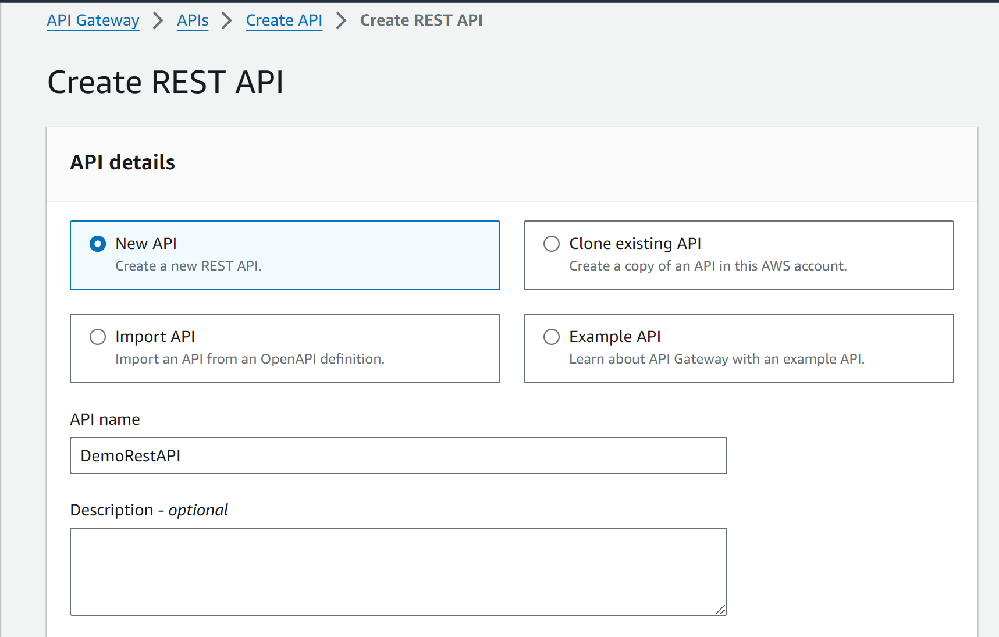 API Gateway > APIs > Create API > Create REST API
Create REST API
API details
New API
Create a new REST API.
Clone existing API
Create a copy of an API in this AWS account.
Import API
Import an API from an OpenAPI definition.
Example API
Learn about API Gateway with an example API.
API name
DemoRestAPI
Description - optional